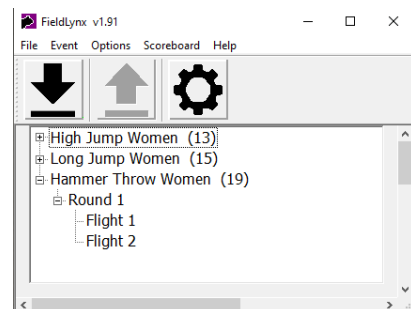 FieldLynx v1.91
File Event Options Scoreboard Help
High Jump Women (13)
Long Jump Women (15)
Hammer Throw Women (19)
Round 1
Flight 1
Flight 2